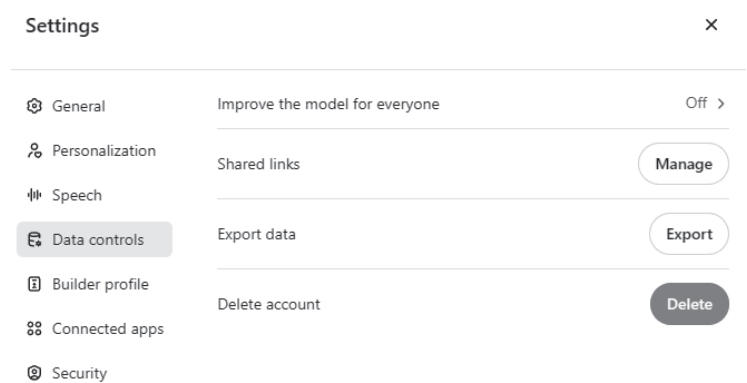 Settings
General
Personalization
Speech
Data controls
Builder profile
Connected apps
Security
Improve the model for everyone Off
Shared links Manage
Export data Export
Delete account Delete